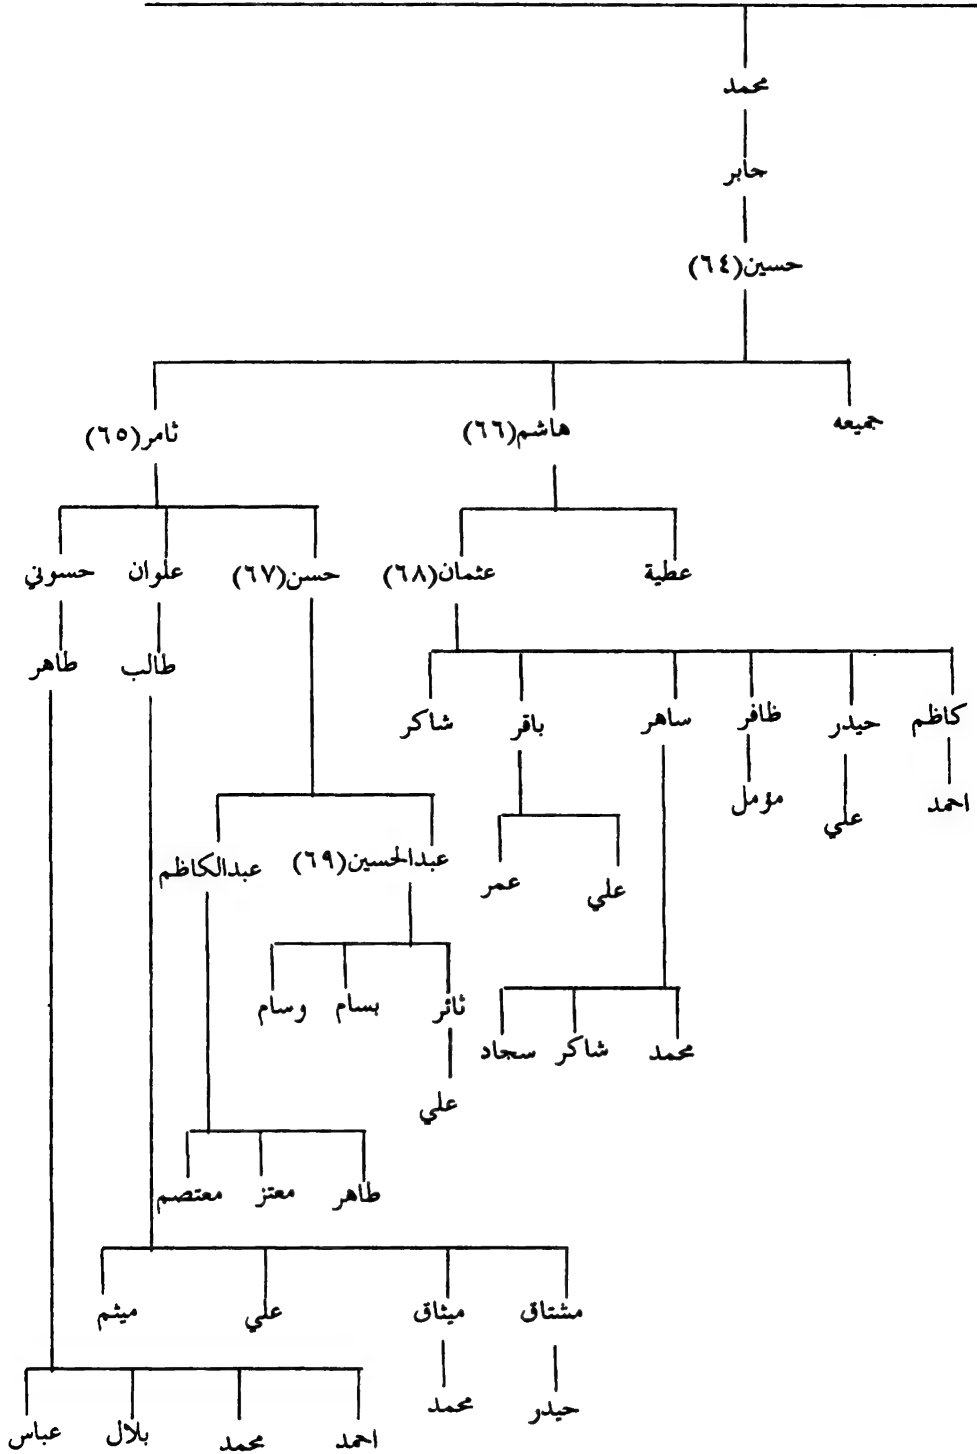 محمد
جابر
حسين(٦٤)
جميعه هاشم(٦٦) ثامر(٦٥)
عطية عثمان(٦٨) حسن(٦٧) علوان حسوني
طالب طاهر
كاظم حيدر ظافر ساهر باقر شاكر
احمد علي مؤمل
علي عمر عبدالحسين(٦٩) عبدالكاظم
ثائر بسام وسام
محمد شاكر سجاد
علي
طاهر معتز معتصم
مشتاق ميثاق علي ميثم
حيدر محمد
احمد محمد بلال عباس